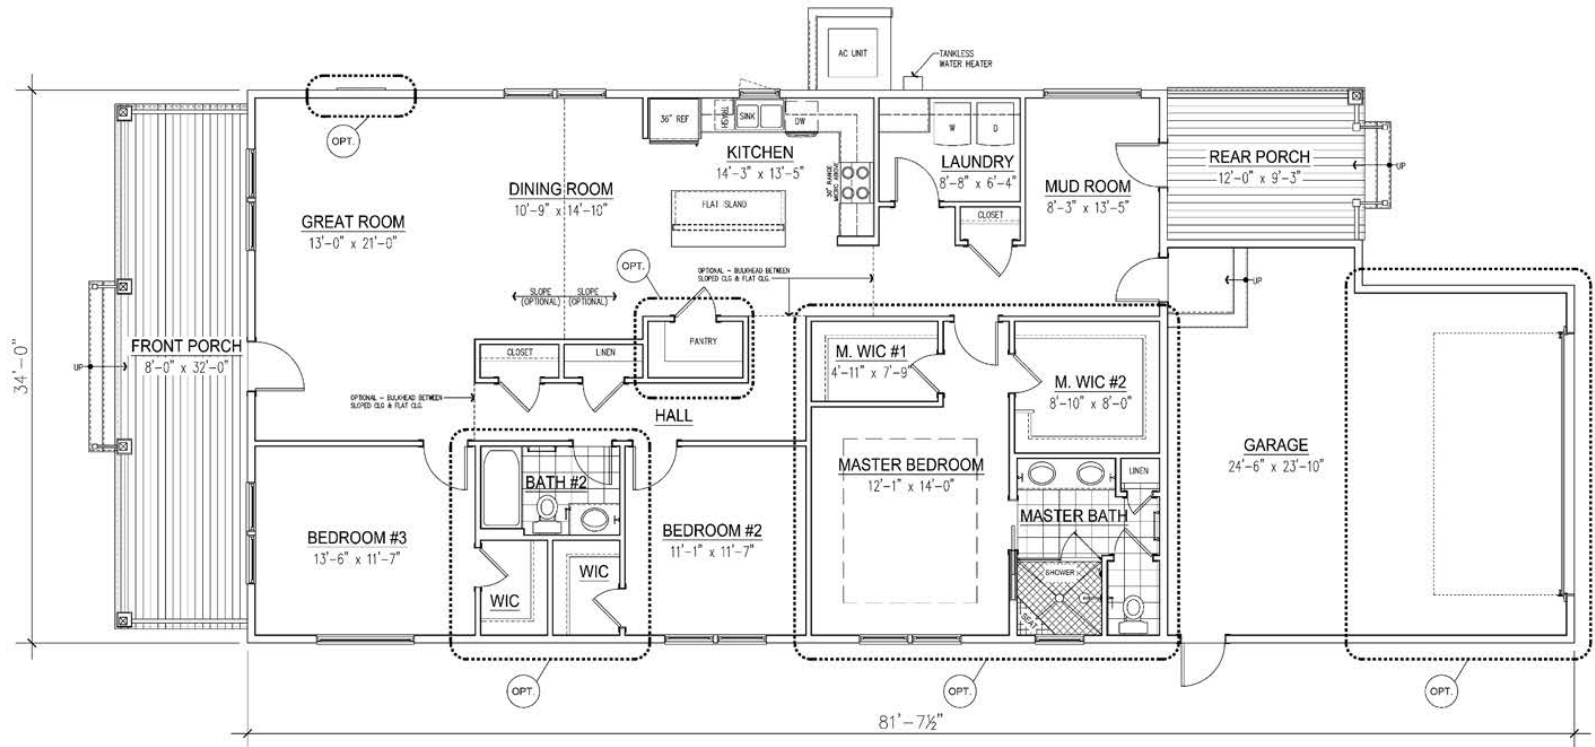 AC UNIT
TANKLESS
WATER HEATER
OPT.
36" REF
TRASH
SINK
DW
W
D
KITCHEN
14'-3" x 13'-5"
30" RANGE
MICRO ABOVE
LAUNDRY
8'-8" x 6'-4"
REAR PORCH
12'-0" x 9'-3"
UP
DINING ROOM
10'-9" x 14'-10"
MUD ROOM
8'-3" x 13'-5"
FLAT ISLAND
CLOSET
GREAT ROOM
13'-0" x 21'-0"
OPT.
OPTIONAL - BULKHEAD BETWEEN
SLOPED CLG & FLAT CLG.
UP
SLOPE
(OPTIONAL)
SLOPE
(OPTIONAL)
34'-0"
FRONT PORCH
8'-0" x 32'-0"
UP
CLOSET
LINEN
PANTRY
M. WIC #1
4'-11" x 7'-9"
M. WIC #2
8'-10" x 8'-0"
OPTIONAL - BULKHEAD BETWEEN
SLOPED CLG & FLAT CLG.
HALL
GARAGE
24'-6" x 23'-10"
MASTER BEDROOM
12'-1" x 14'-0"
LINEN
BATH #2
MASTER BATH
BEDROOM #3
13'-6" x 11'-7"
BEDROOM #2
11'-1" x 11'-7"
WIC
WIC
SHOWER
SEAT
OPT.
OPT.
OPT.
81'-7½"